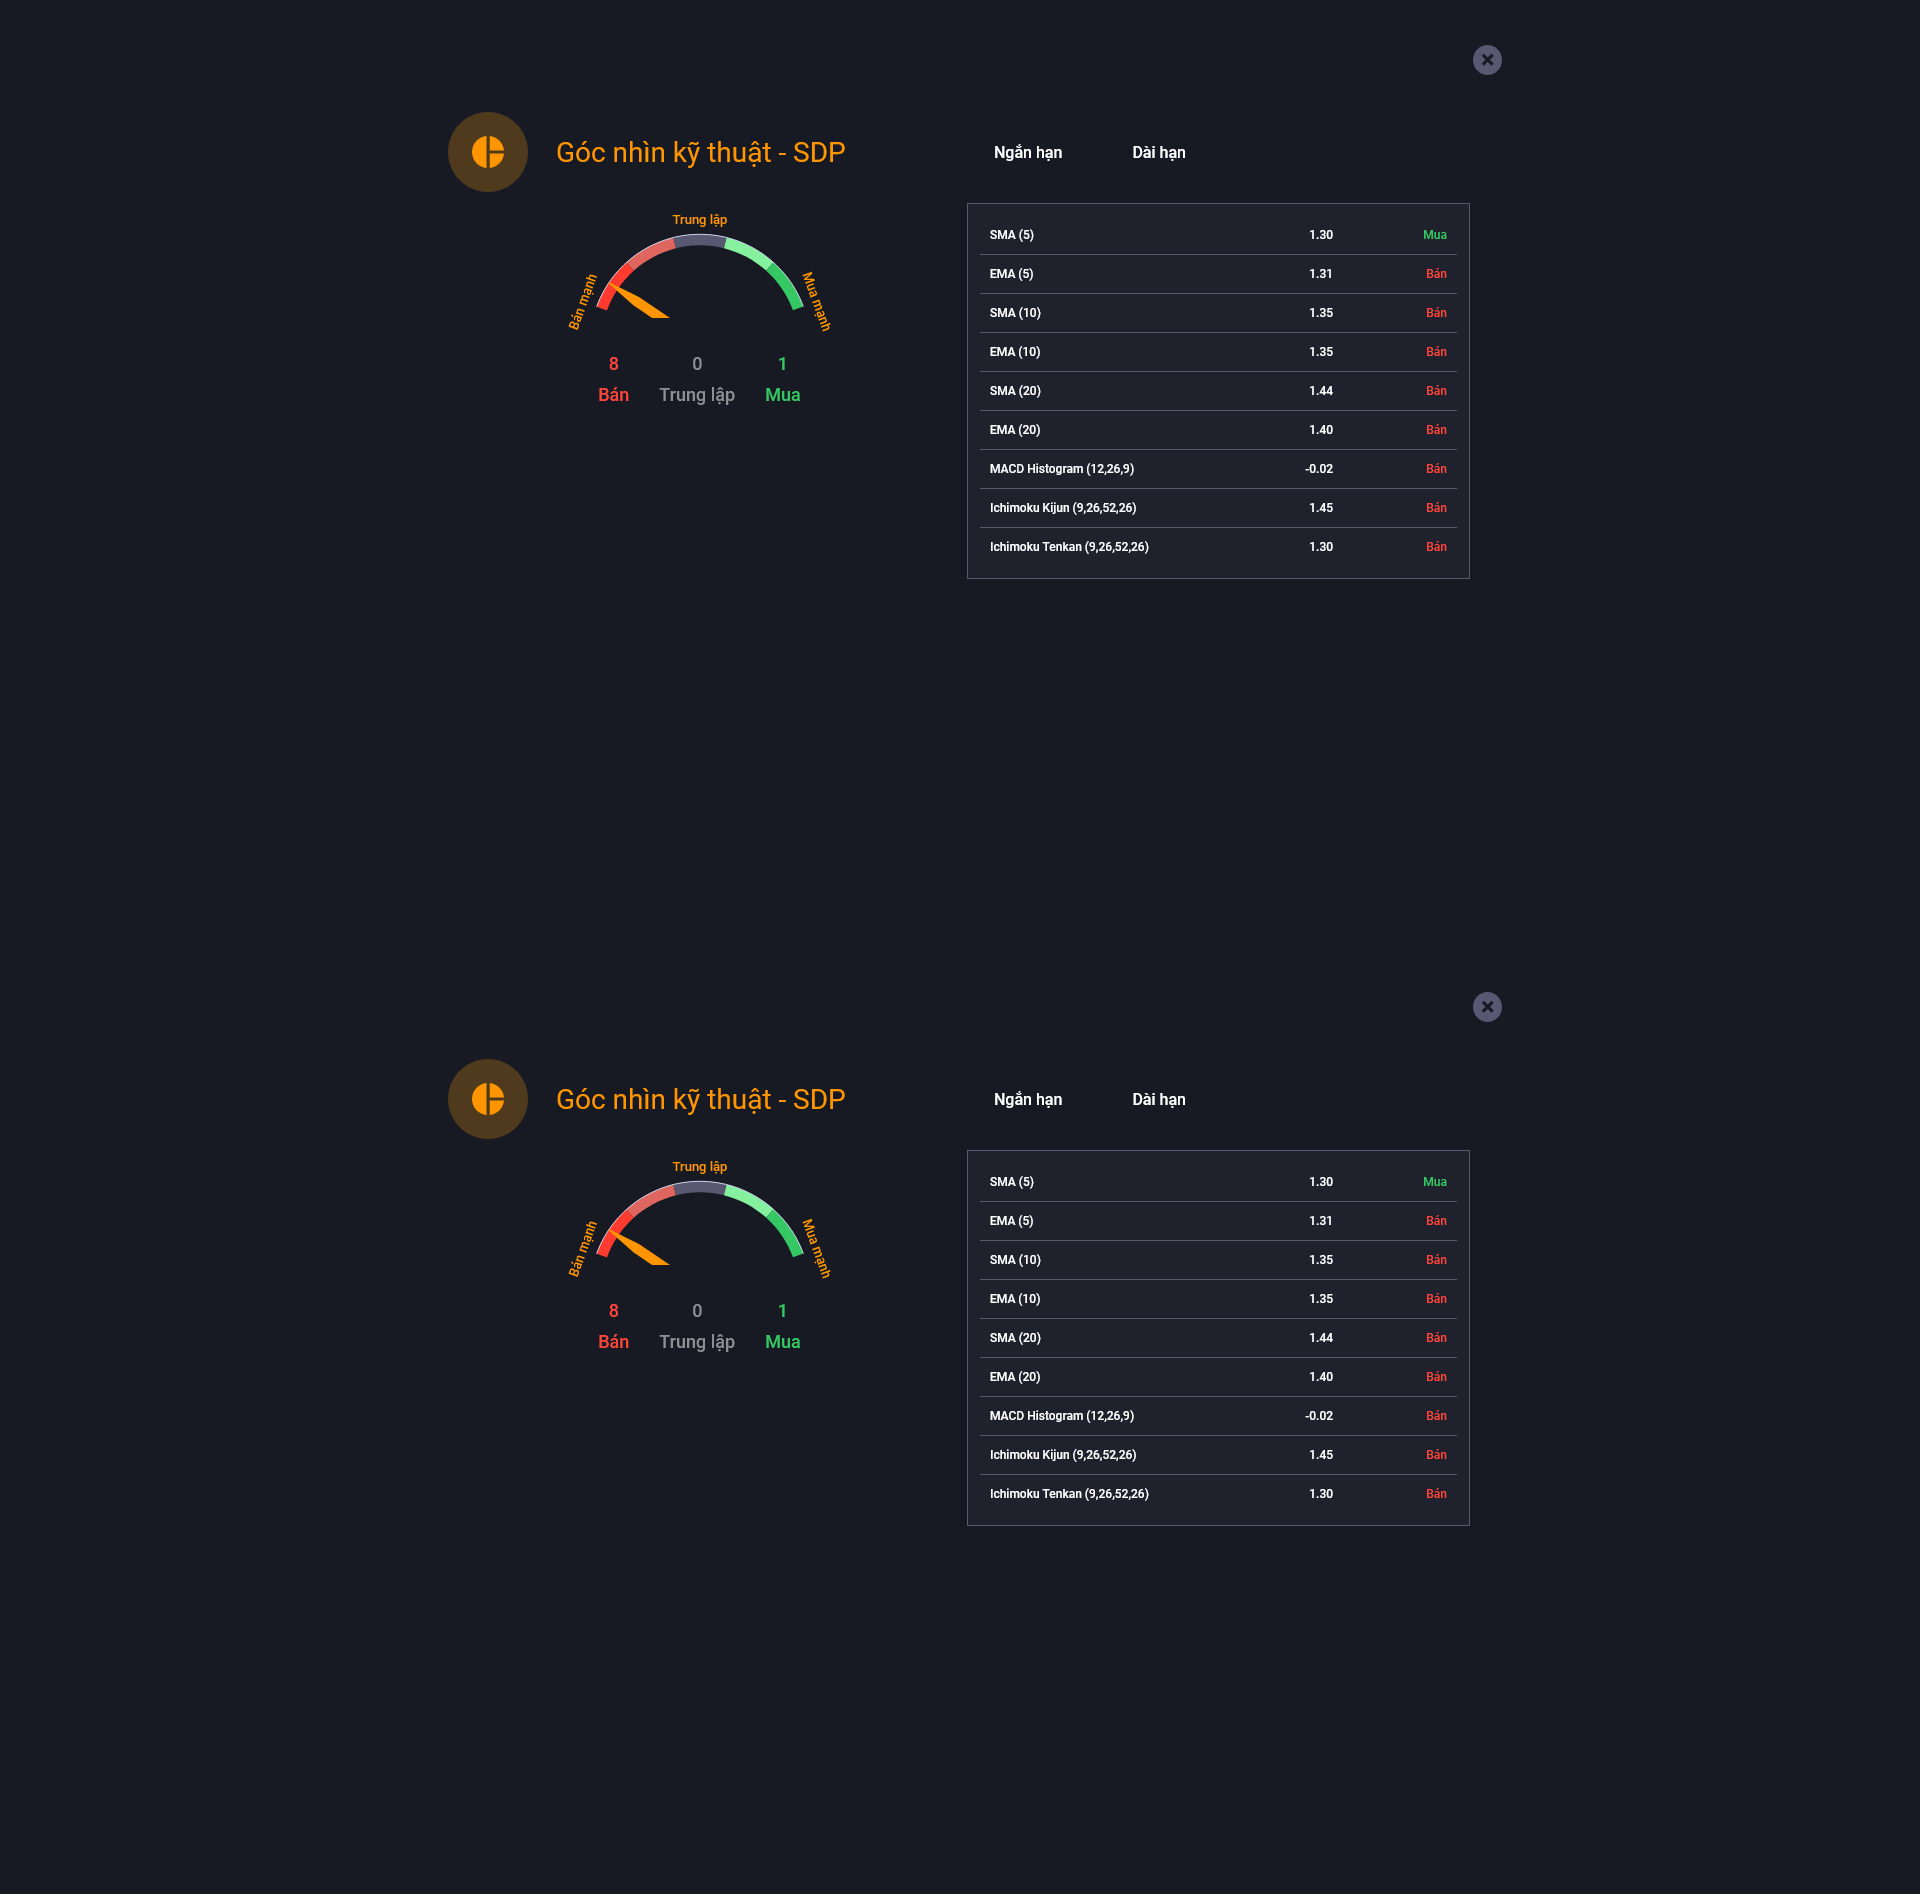 Góc nhìn kỹ thuật - SDP
Ngắn hạn Dài hạn
Trung lập
Bán mạnh
Mua mạnh
8 0 1
Bán Trung lập Mua
SMA (5) 1.30 Mua
EMA (5) 1.31 Bán
SMA (10) 1.35 Bán
EMA (10) 1.35 Bán
SMA (20) 1.44 Bán
EMA (20) 1.40 Bán
MACD Histogram (12,26,9) -0.02 Bán
Ichimoku Kijun (9,26,52,26) 1.45 Bán
Ichimoku Tenkan (9,26,52,26) 1.30 Bán
Góc nhìn kỹ thuật - SDP
Ngắn hạn Dài hạn
Trung lập
Bán mạnh
Mua mạnh
8 0 1
Bán Trung lập Mua
SMA (5) 1.30 Mua
EMA (5) 1.31 Bán
SMA (10) 1.35 Bán
EMA (10) 1.35 Bán
SMA (20) 1.44 Bán
EMA (20) 1.40 Bán
MACD Histogram (12,26,9) -0.02 Bán
Ichimoku Kijun (9,26,52,26) 1.45 Bán
Ichimoku Tenkan (9,26,52,26) 1.30 Bán